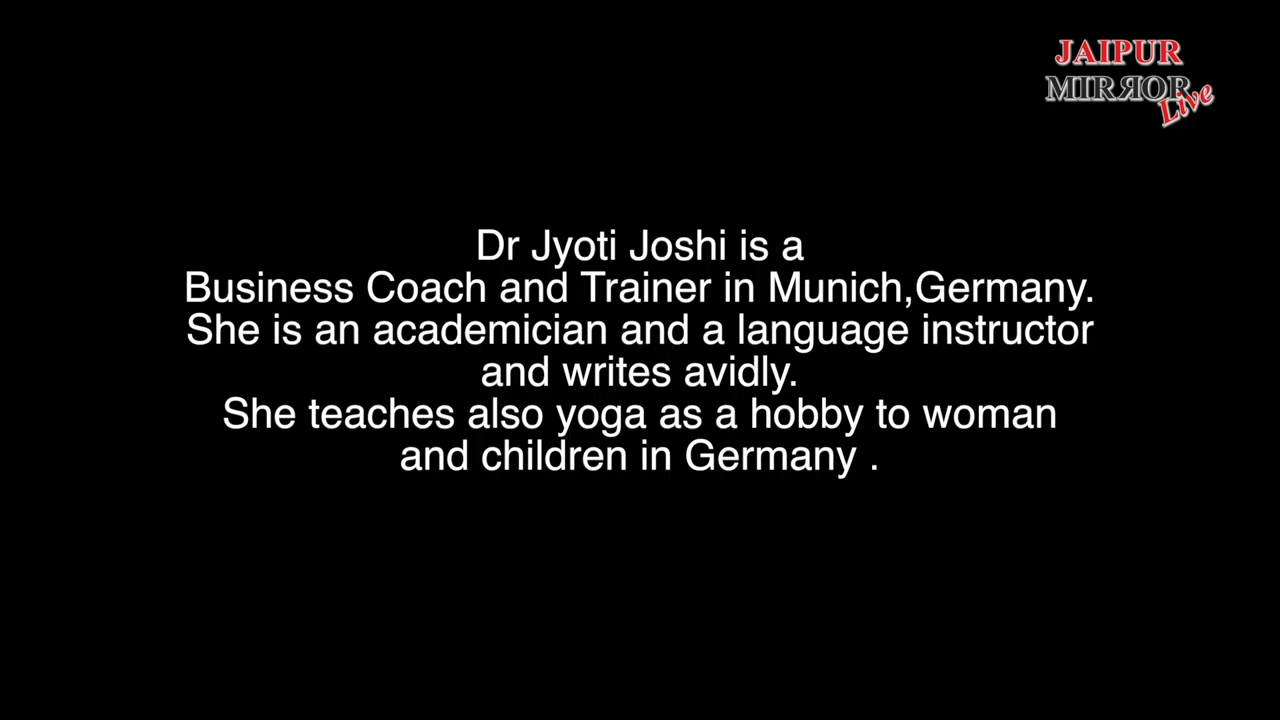 JAIPUR
MIRROR
Live
Dr Jyoti Joshi is a
Business Coach and Trainer in Munich,Germany.
She is an academician and a language instructor
and writes avidly.
She teaches also yoga as a hobby to woman
and children in Germany .